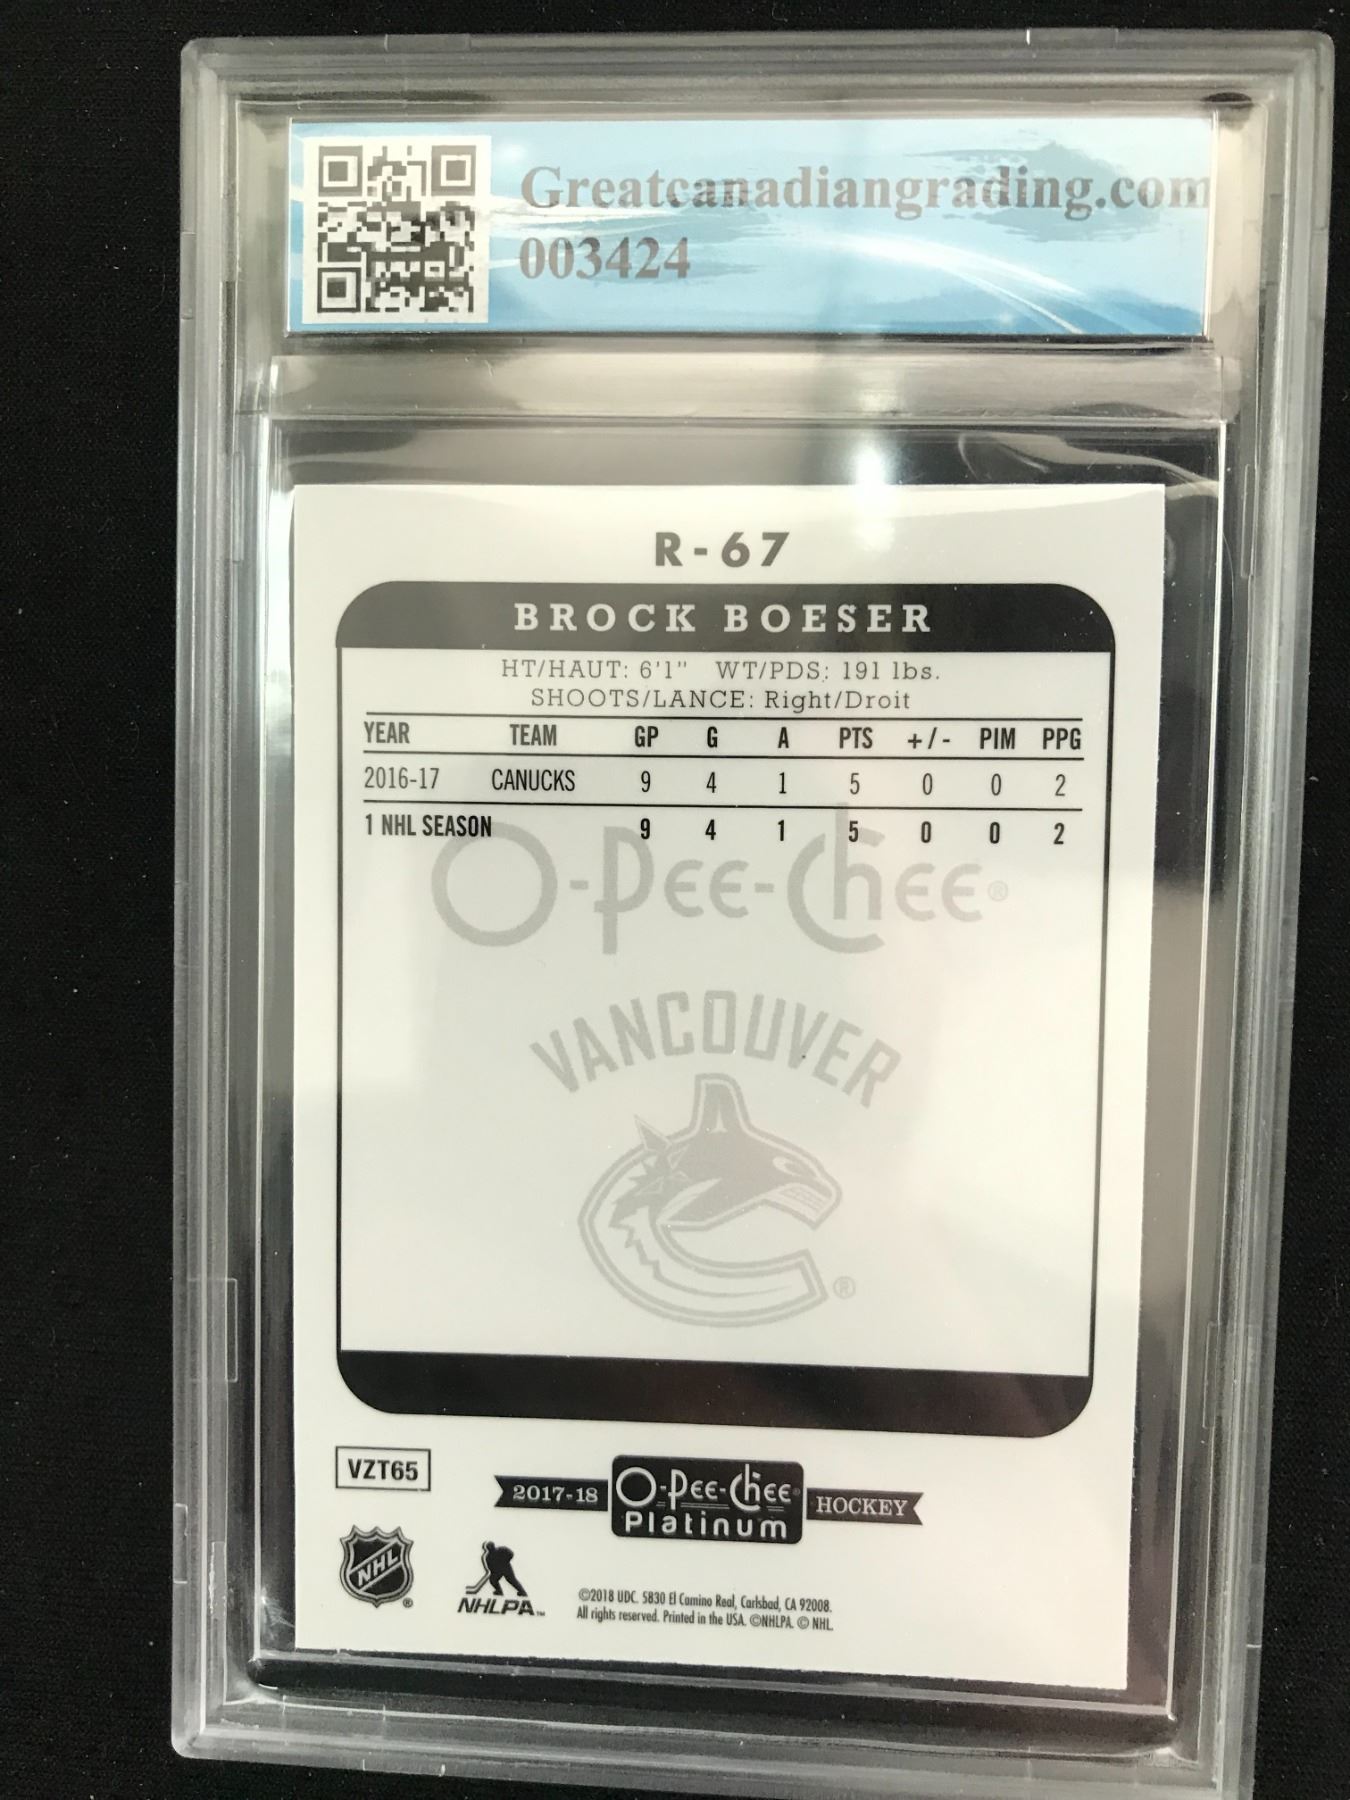 Greatcanadiangrading.com
003424
R-67
BROCK BOESER
HT/HAUT: 6'1" WT/PDS: 191 lbs.
SHOOTS/LANCE: Right/Droit
YEAR TEAM GP G A PTS +/- PIM PPG
2016-17 CANUCKS 9 4 1 5 0 0 2
1 NHL SEASON 9 4 1 5 0 0 2
O-Pee-Chee®
VANCOUVER
®
VZT65
2017-18 O-Pee-Chee® HOCKEY
Platinum
NHL ®
NHLPA™
©2018 UDC. 5830 El Camino Real, Carlsbad, CA 92008.
All rights reserved. Printed in the USA. ©NHLPA. © NHL.